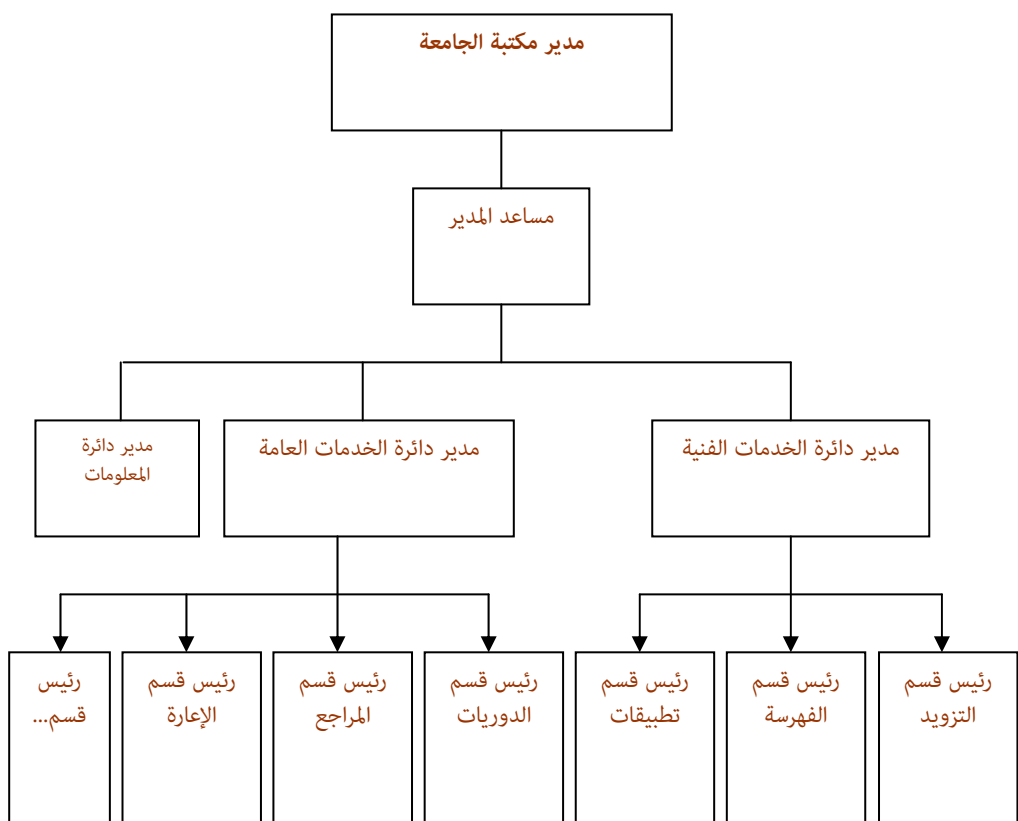 مدير مكتبة الجامعة
مساعد المدير
مدير دائرة الخدمات الفنية
مدير دائرة الخدمات العامة
مدير دائرة
المعلومات
رئيس قسم
التزويد
رئيس قسم
الفهرسة
رئيس قسم
تطبيقات
رئيس قسم
الدوريات
رئيس قسم
المراجع
رئيس قسم
الإعارة
رئيس
قسم...